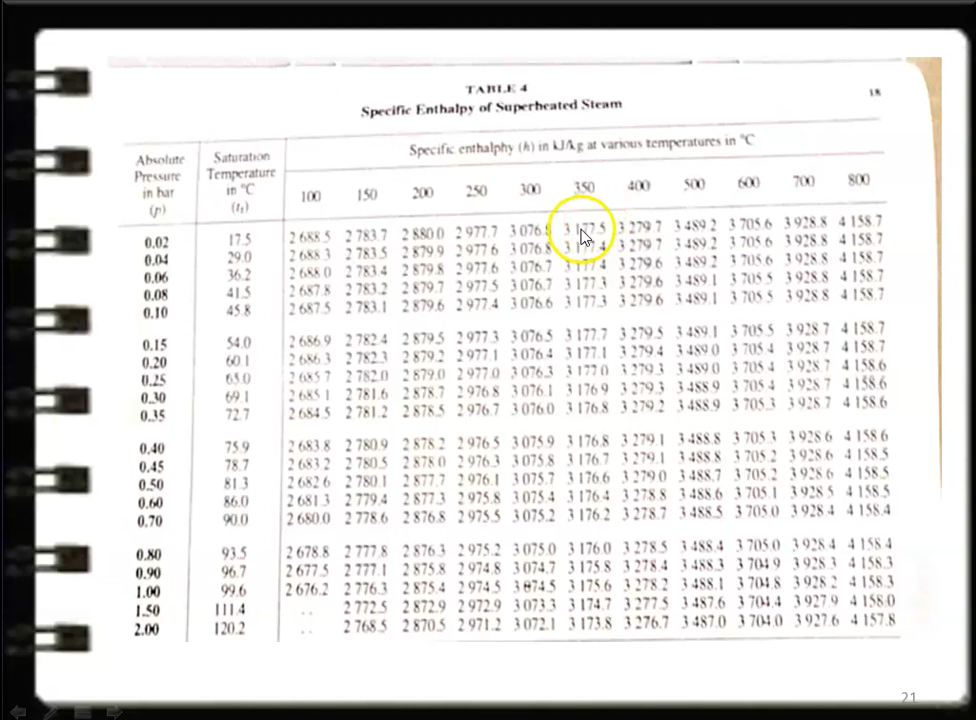 TABLE 4
18
Specific Enthalpy of Superheated Steam
Absolute Pressure in bar (p)
Saturation Temperature in °C (ts)
Specific enthalphy (h) in kJ/kg at various temperatures in °C
100 150 200 250 300 350 400 500 600 700 800
0.02 17.5 2 688.5 2 783.7 2 880.0 2 977.7 3 076.8 3 177.5 3 279.7 3 489.2 3 705.6 3 928.8 4 158.7
0.04 29.0 2 688.3 2 783.5 2 879.9 2 977.6 3 076.8 3 177.4 3 279.7 3 489.2 3 705.6 3 928.8 4 158.7
0.06 36.2 2 688.0 2 783.4 2 879.8 2 977.6 3 076.7 3 177.4 3 279.6 3 489.2 3 705.5 3 928.8 4 158.7
0.08 41.5 2 687.8 2 783.2 2 879.7 2 977.5 3 076.7 3 177.3 3 279.6 3 489.1 3 705.5 3 928.8 4 158.7
0.10 45.8 2 687.5 2 783.1 2 879.6 2 977.4 3 076.6 3 177.3 3 279.6 3 489.1 3 705.5 3 928.8 4 158.7
0.15 54.0 2 686.9 2 782.4 2 879.5 2 977.3 3 076.5 3 177.7 3 279.5 3 489.1 3 705.5 3 928.7 4 158.7
0.20 60.1 2 686.3 2 782.3 2 879.2 2 977.1 3 076.4 3 177.1 3 279.4 3 489.0 3 705.4 3 928.7 4 158.7
0.25 65.0 2 685.7 2 782.0 2 879.0 2 977.0 3 076.3 3 177.0 3 279.3 3 489.0 3 705.4 3 928.7 4 158.6
0.30 69.1 2 685.1 2 781.6 2 878.7 2 976.8 3 076.1 3 176.9 3 279.3 3 488.9 3 705.4 3 928.7 4 158.6
0.35 72.7 2 684.5 2 781.2 2 878.5 2 976.7 3 076.0 3 176.8 3 279.2 3 488.9 3 705.3 3 928.7 4 158.6
0.40 75.9 2 683.8 2 780.9 2 878.2 2 976.5 3 075.9 3 176.8 3 279.1 3 488.8 3 705.3 3 928.6 4 158.6
0.45 78.7 2 683.2 2 780.5 2 878.0 2 976.3 3 075.8 3 176.7 3 279.1 3 488.8 3 705.2 3 928.6 4 158.5
0.50 81.3 2 682.6 2 780.1 2 877.7 2 976.1 3 075.7 3 176.6 3 279.0 3 488.7 3 705.2 3 928.6 4 158.5
0.60 86.0 2 681.3 2 779.4 2 877.3 2 975.8 3 075.4 3 176.4 3 278.8 3 488.6 3 705.1 3 928.5 4 158.5
0.70 90.0 2 680.0 2 778.6 2 876.8 2 975.5 3 075.2 3 176.2 3 278.7 3 488.5 3 705.0 3 928.4 4 158.4
0.80 93.5 2 678.8 2 777.8 2 876.3 2 975.2 3 075.0 3 176.0 3 278.5 3 488.4 3 705.0 3 928.4 4 158.4
0.90 96.7 2 677.5 2 777.1 2 875.8 2 974.8 3 074.7 3 175.8 3 278.4 3 488.3 3 704.9 3 928.3 4 158.3
1.00 99.6 2 676.2 2 776.3 2 875.4 2 974.5 3 074.5 3 175.6 3 278.2 3 488.1 3 704.8 3 928.2 4 158.3
1.50 111.4 .. 2 772.5 2 872.9 2 972.9 3 073.3 3 174.7 3 277.5 3 487.6 3 704.4 3 927.9 4 158.0
2.00 120.2 .. 2 768.5 2 870.5 2 971.2 3 072.1 3 173.8 3 276.7 3 487.0 3 704.0 3 927.6 4 157.8
21